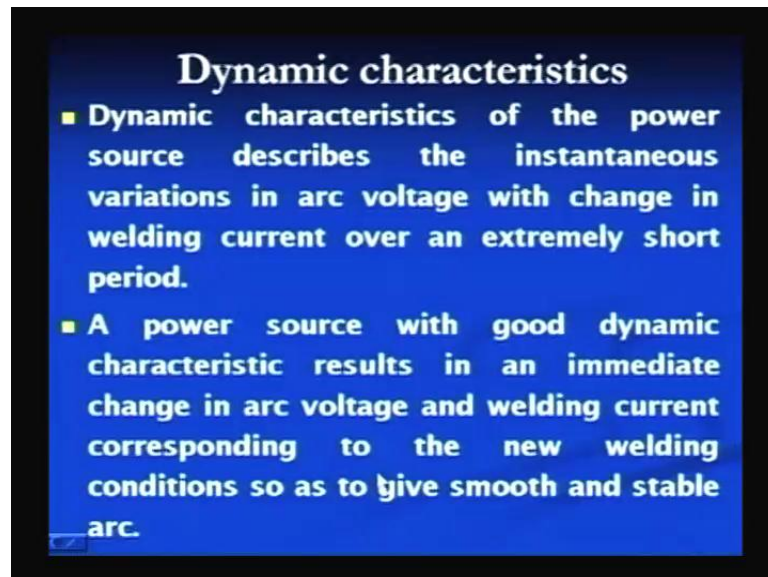 Dynamic characteristics
Dynamic characteristics of the power
source describes the instantaneous
variations in arc voltage with change in
welding current over an extremely short
period.
A power source with good dynamic
characteristic results in an immediate
change in arc voltage and welding current
corresponding to the new welding
conditions so as to give smooth and stable
arc.